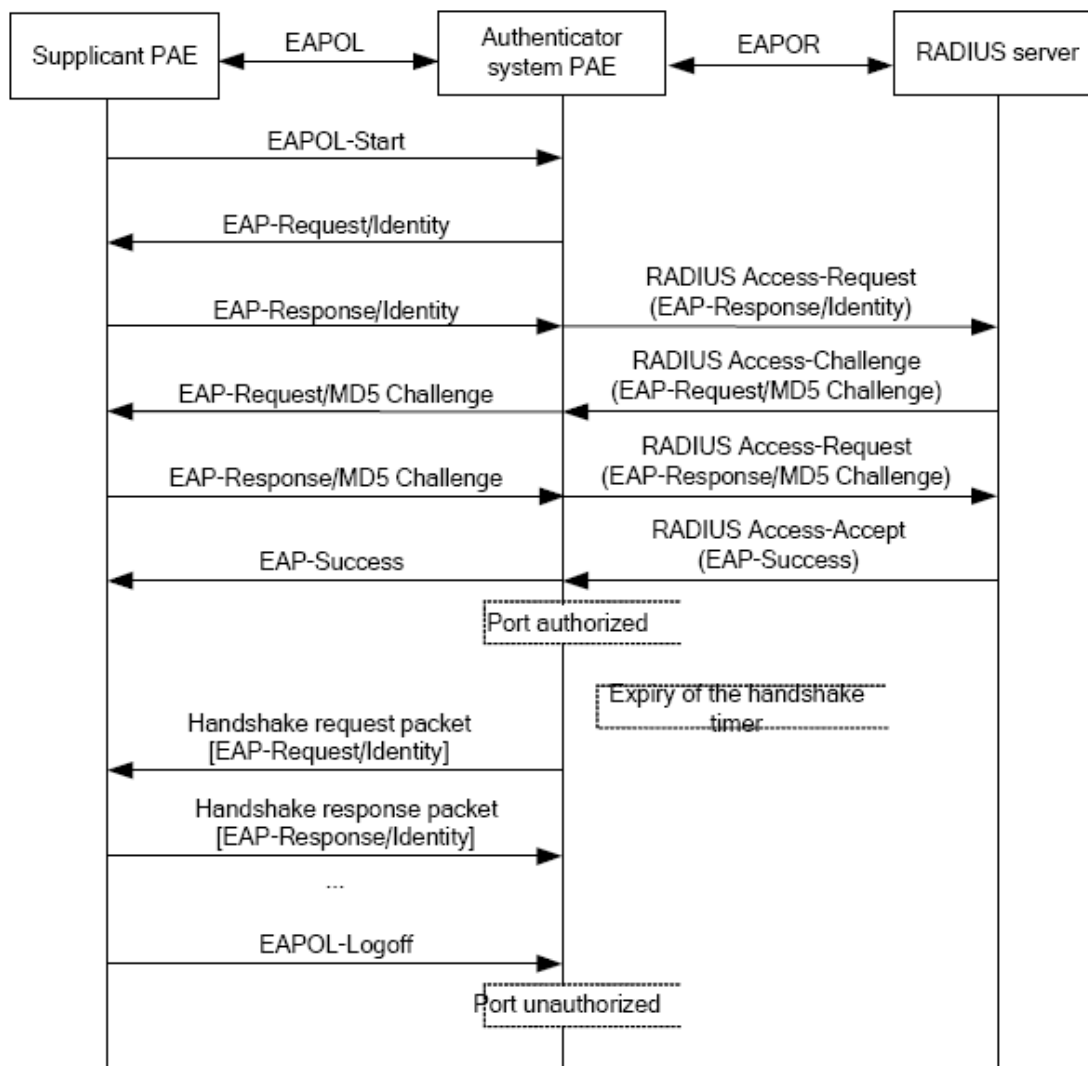 Supplicant PAE
EAPOL
Authenticator
system PAE
EAPOR
RADIUS server
EAPOL-Start
EAP-Request/Identity
EAP-Response/Identity
RADIUS Access-Request
(EAP-Response/Identity)
EAP-Request/MD5 Challenge
RADIUS Access-Challenge
(EAP-Request/MD5 Challenge)
EAP-Response/MD5 Challenge
RADIUS Access-Request
(EAP-Response/MD5 Challenge)
EAP-Success
RADIUS Access-Accept
(EAP-Success)
Port authorized
Expiry of the handshake
timer
Handshake request packet
[EAP-Request/Identity]
Handshake response packet
[EAP-Response/Identity]
...
EAPOL-Logoff
Port unauthorized